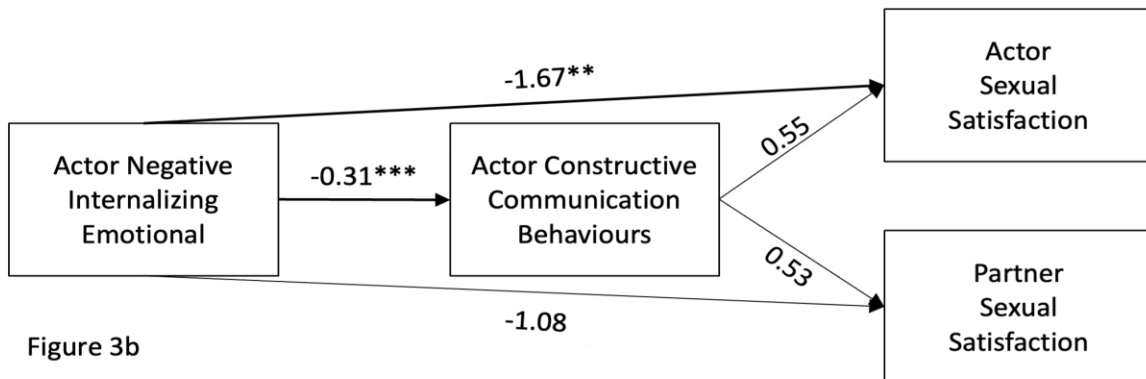 Actor
Sexual
Satisfaction
-1.67**
Actor Negative
Internalizing
Emotional
-0.31***
Actor Constructive
Communication
Behaviours
0.55
0.53
-1.08
Partner
Sexual
Satisfaction
Figure 3b